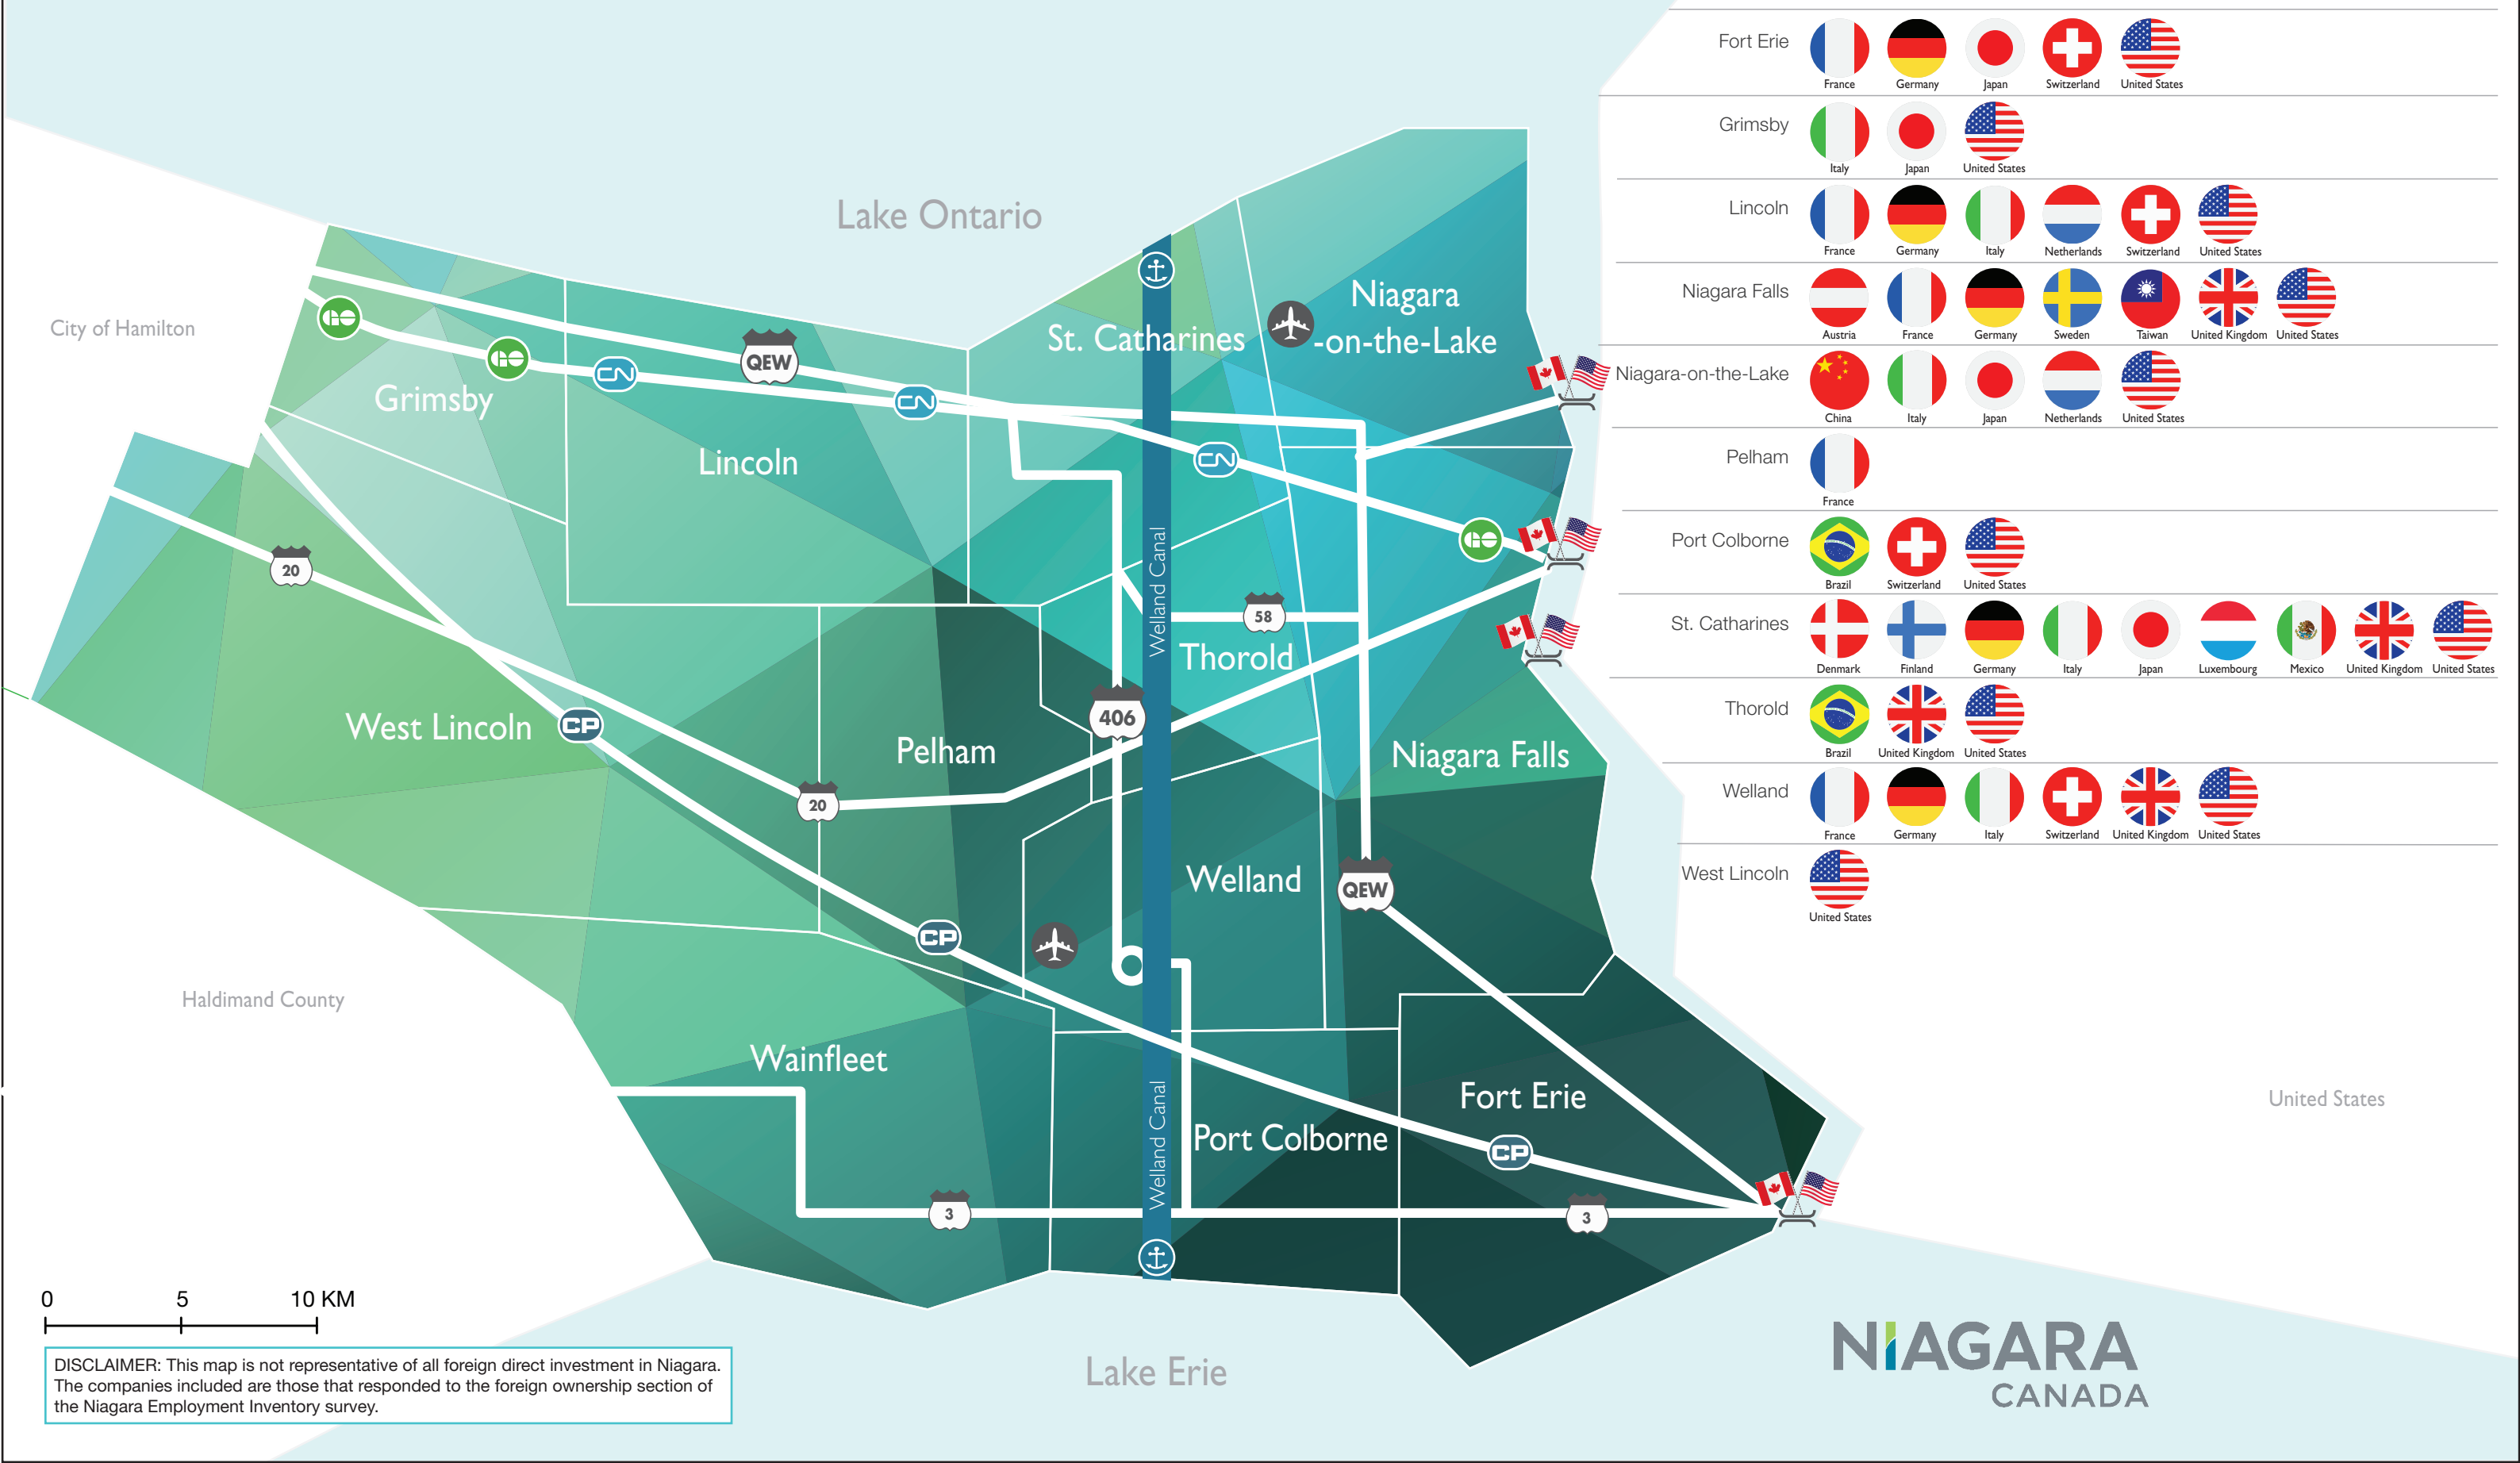 Fort Erie
France Germany Japan Switzerland United States
Grimsby
Italy Japan United States
Lincoln
France Germany Italy Netherlands Switzerland United States
Niagara Falls
Austria France Germany Sweden Taiwan United Kingdom United States
Niagara-on-the-Lake
China Italy Japan Netherlands United States
Pelham
France
Port Colborne
Brazil Switzerland United States
St. Catharines
Denmark Finland Germany Italy Japan Luxembourg Mexico United Kingdom United States
Thorold
Brazil United Kingdom United States
Welland
France Germany Italy Switzerland United Kingdom United States
West Lincoln
United States
Lake Ontario
City of Hamilton
GO
GO
CN
QEW
CN
St. Catharines
Niagara
-on-the-Lake
Grimsby
Lincoln
CN
GO
20
Welland Canal
58
Thorold
West Lincoln
CP
406
Pelham
Niagara Falls
20
Welland
QEW
CP
Haldimand County
Wainfleet
Fort Erie
Welland Canal
Port Colborne
CP
United States
3
3
0 5 10 KM
DISCLAIMER: This map is not representative of all foreign direct investment in Niagara.
The companies included are those that responded to the foreign ownership section of
the Niagara Employment Inventory survey.
Lake Erie
NIAGARA
CANADA